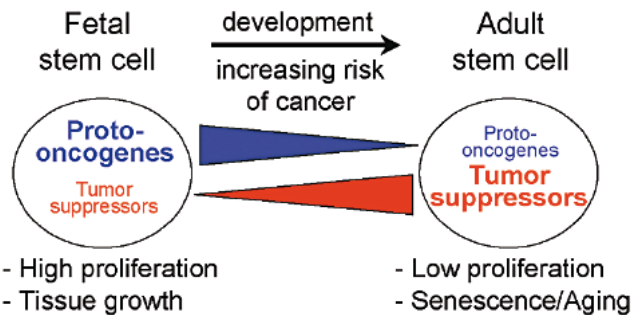 Fetal
stem cell
development
increasing risk
of cancer
Adult
stem cell
Proto-
oncogenes
Tumor
suppressors
Proto-
oncogenes
Tumor
suppressors
- High proliferation
- Tissue growth
- Low proliferation
- Senescence/Aging